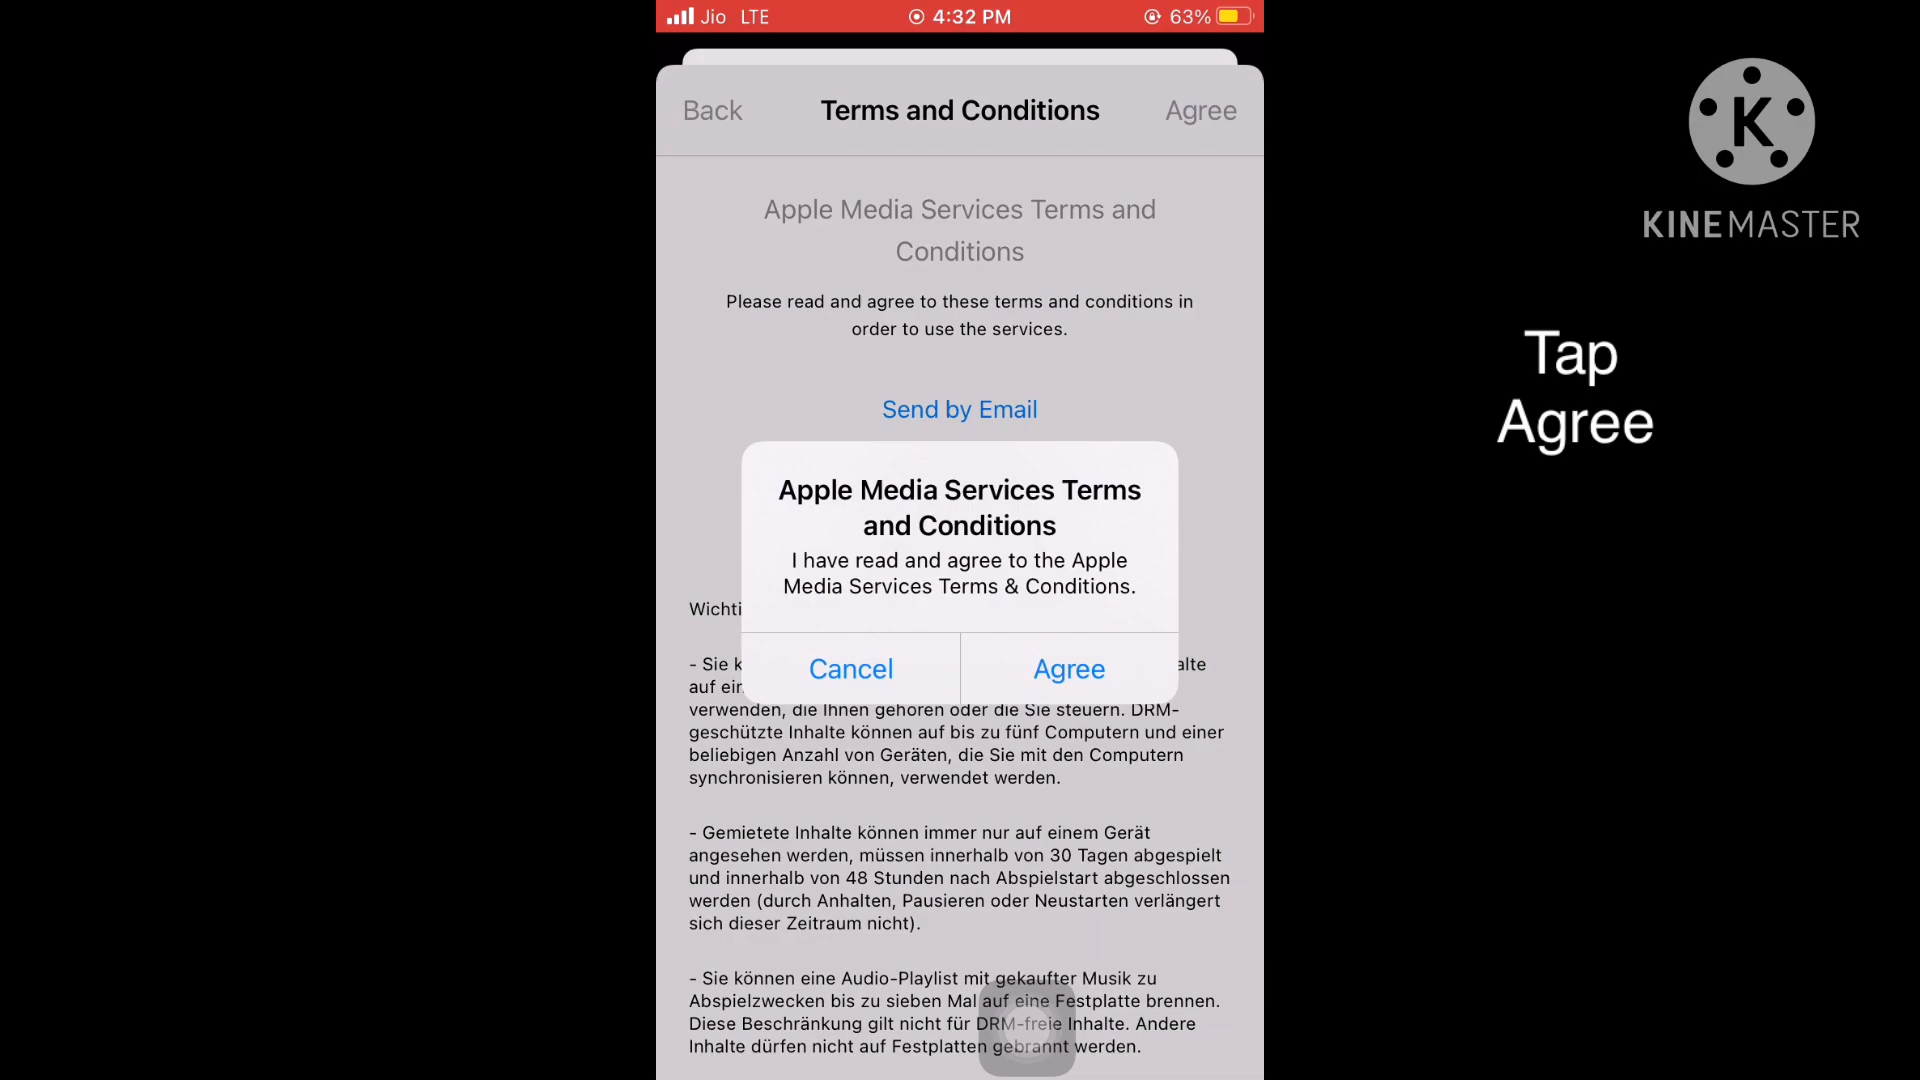 Jio LTE 4:32 PM 63%
Back Terms and Conditions Agree
Apple Media Services Terms and
Conditions
Please read and agree to these terms and conditions in
order to use the services.
Send by Email
Apple Media Services Terms
and Conditions
I have read and agree to the Apple
Media Services Terms & Conditions.
Cancel Agree
- Sie
auf
verwenden, die Ihnen gehören oder die Sie steuern. DRM-
geschützte Inhalte können auf bis zu fünf Computern und einer
beliebigen Anzahl von Geräten, die Sie mit den Computern
synchronisieren können, verwendet werden.
- Gemietete Inhalte können immer nur auf einem Gerät
angesehen werden, müssen innerhalb von 30 Tagen abgespielt
und innerhalb von 48 Stunden nach Abspielstart abgeschlossen
werden (durch Anhalten, Pausieren oder Neustarten verlängert
sich dieser Zeitraum nicht).
- Sie können eine Audio-Playlist mit gekaufter Musik zu
Abspielzwecken bis zu sieben Mal auf eine Festplatte brennen.
Diese Beschränkung gilt nicht für DRM-freie Inhalte. Andere
Inhalte dürfen nicht auf Festplatten gebrannt werden.
K
KINEMASTER
Tap
Agree